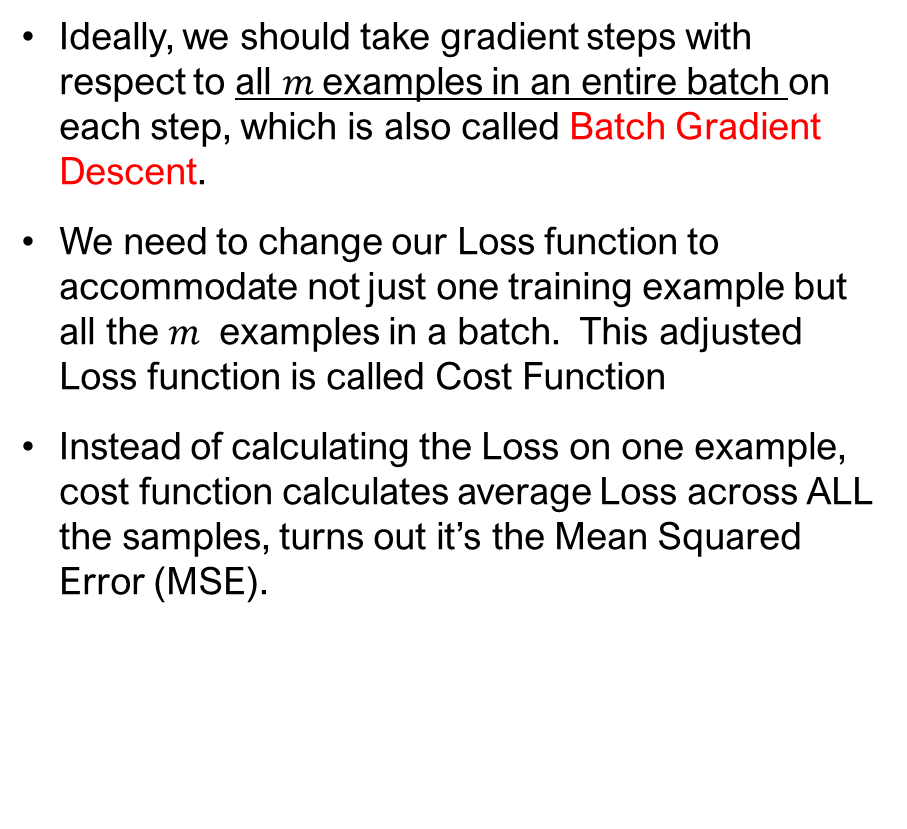 • Ideally, we should take gradient steps with
respect to all 𝑚 examples in an entire batch on
each step, which is also called Batch Gradient
Descent.
• We need to change our Loss function to
accommodate not just one training example but
all the 𝑚 examples in a batch. This adjusted
Loss function is called Cost Function
• Instead of calculating the Loss on one example,
cost function calculates average Loss across ALL
the samples, turns out it’s the Mean Squared
Error (MSE).